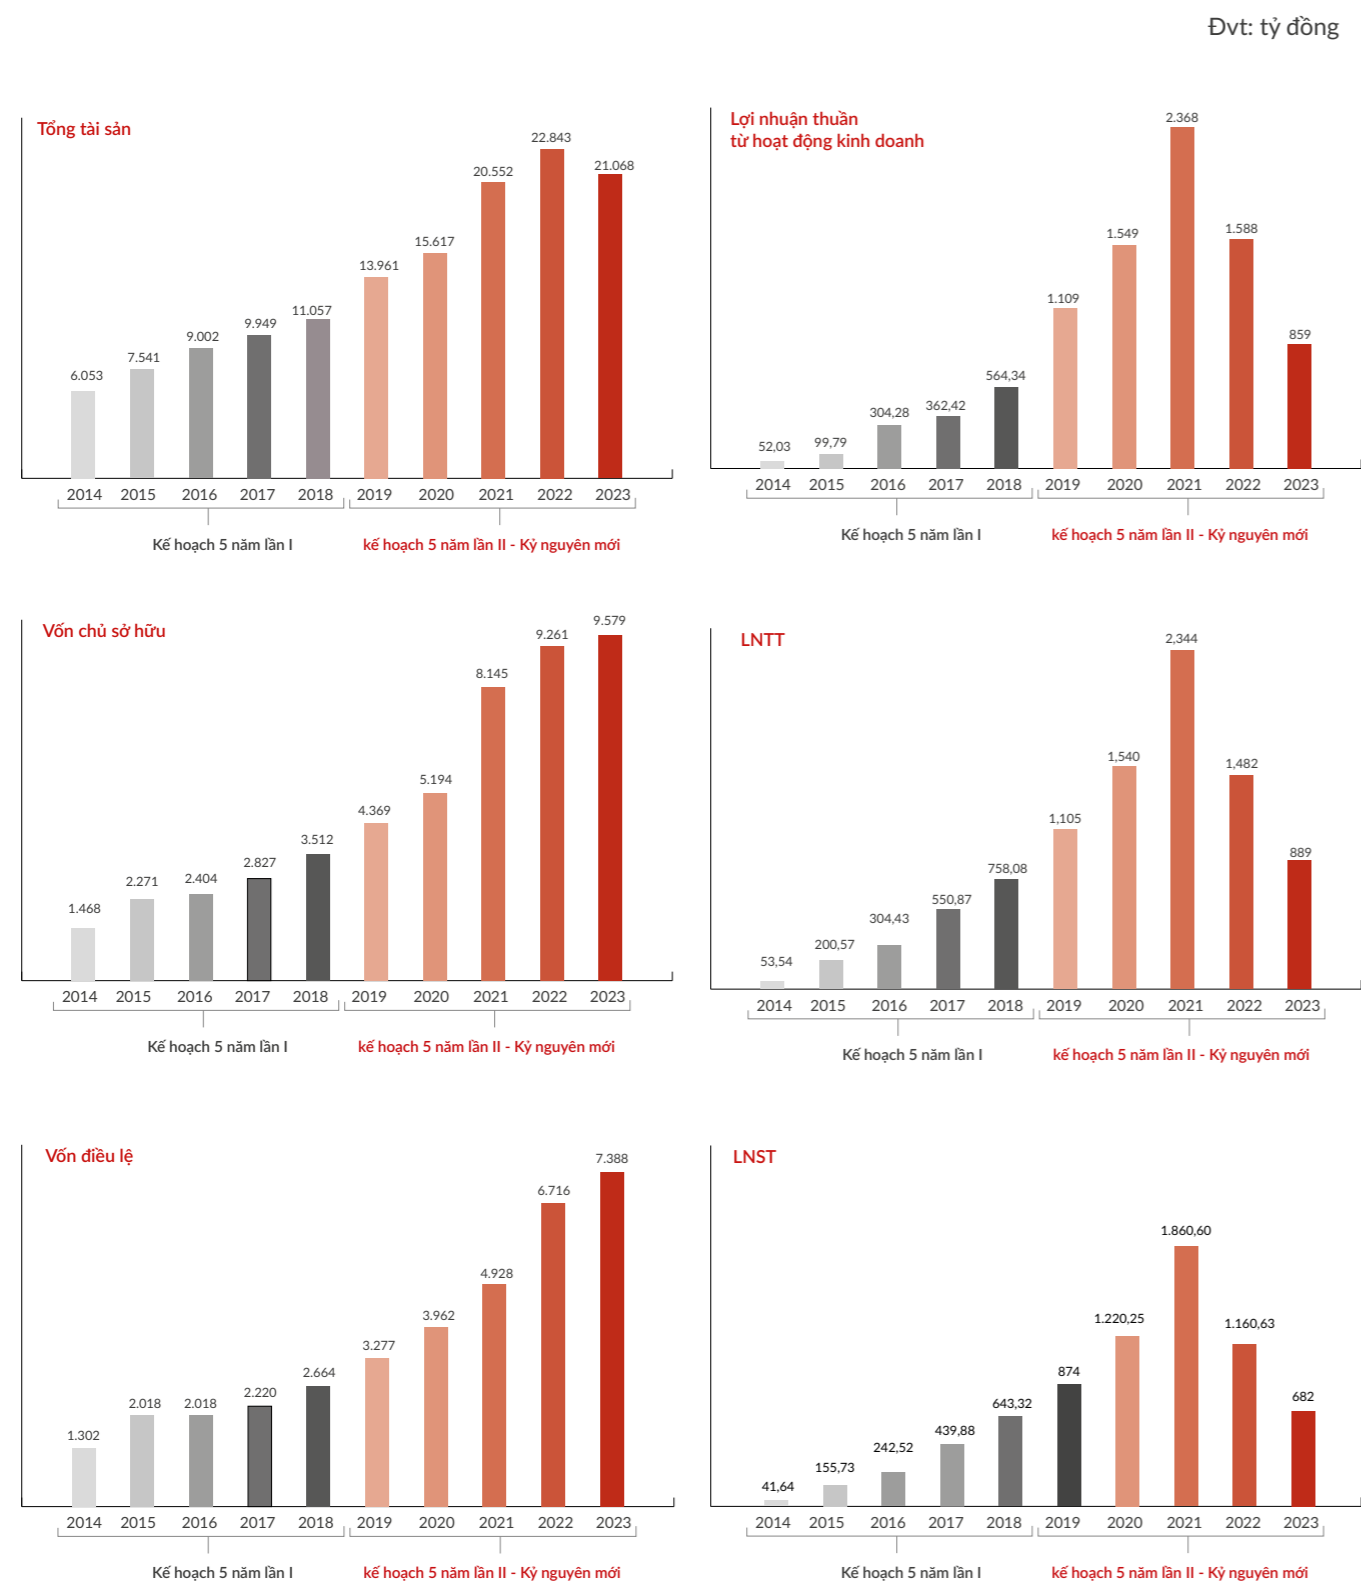 Đvt: tỷ đồng
Tổng tài sản
6.053
7.541
9.002
9.949
11.057
13.961
15.617
20.552
22.843
21.068
2014 2015 2016 2017 2018 2019 2020 2021 2022 2023
Kế hoạch 5 năm lần I
kế hoạch 5 năm lần II - Kỷ nguyên mới
Lợi nhuận thuần
từ hoạt động kinh doanh
52,03
99,79
304,28
362,42
564,34
1.109
1.549
2.368
1.588
859
2014 2015 2016 2017 2018 2019 2020 2021 2022 2023
Kế hoạch 5 năm lần I
kế hoạch 5 năm lần II - Kỷ nguyên mới
Vốn chủ sở hữu
1.468
2.271
2.404
2.827
3.512
4.369
5.194
8.145
9.261
9.579
2014 2015 2016 2017 2018 2019 2020 2021 2022 2023
Kế hoạch 5 năm lần I
kế hoạch 5 năm lần II - Kỷ nguyên mới
LNTT
53,54
200,57
304,43
550,87
758,08
1,105
1,540
2,344
1,482
889
2014 2015 2016 2017 2018 2019 2020 2021 2022 2023
Kế hoạch 5 năm lần I
kế hoạch 5 năm lần II - Kỷ nguyên mới
Vốn điều lệ
1.302
2.018
2.018
2.220
2.664
3.277
3.962
4.928
6.716
7.388
2014 2015 2016 2017 2018 2019 2020 2021 2022 2023
Kế hoạch 5 năm lần I
kế hoạch 5 năm lần II - Kỷ nguyên mới
LNST
41,64
155,73
242,52
439,88
643,32
874
1.220,25
1.860,60
1.160,63
682
2014 2015 2016 2017 2018 2019 2020 2021 2022 2023
Kế hoạch 5 năm lần I
kế hoạch 5 năm lần II - Kỷ nguyên mới